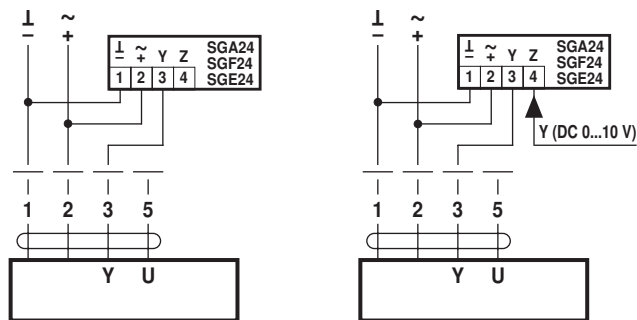 ⊥ ~
– +
⊥ ~ Y Z SGA24
– + SGF24
1 2 3 4 SGE24
1 2 3 5
Y U
⊥ ~
– +
⊥ ~ Y Z SGA24
– + SGF24
1 2 3 4 SGE24
Y (DC 0...10 V)
1 2 3 5
Y U